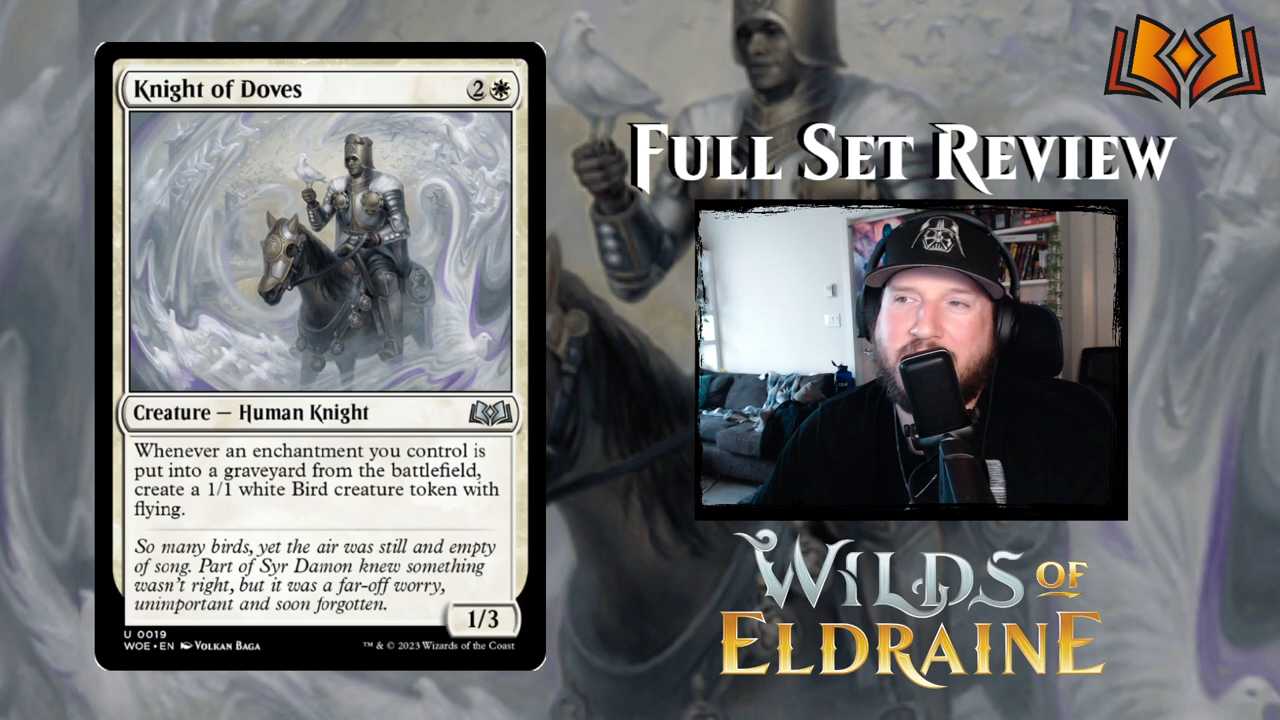 Knight of Doves
2
Creature — Human Knight
Whenever an enchantment you control is
put into a graveyard from the battlefield,
create a 1/1 white Bird creature token with
flying.
So many birds, yet the air was still and empty
of song. Part of Syr Damon knew something
wasn't right, but it was a far-off worry,
unimportant and soon forgotten.
1/3
U 0019
WOE • EN Volkan Baga
™ & © 2023 Wizards of the Coast
Full Set Review
Wilds of
Eldraine